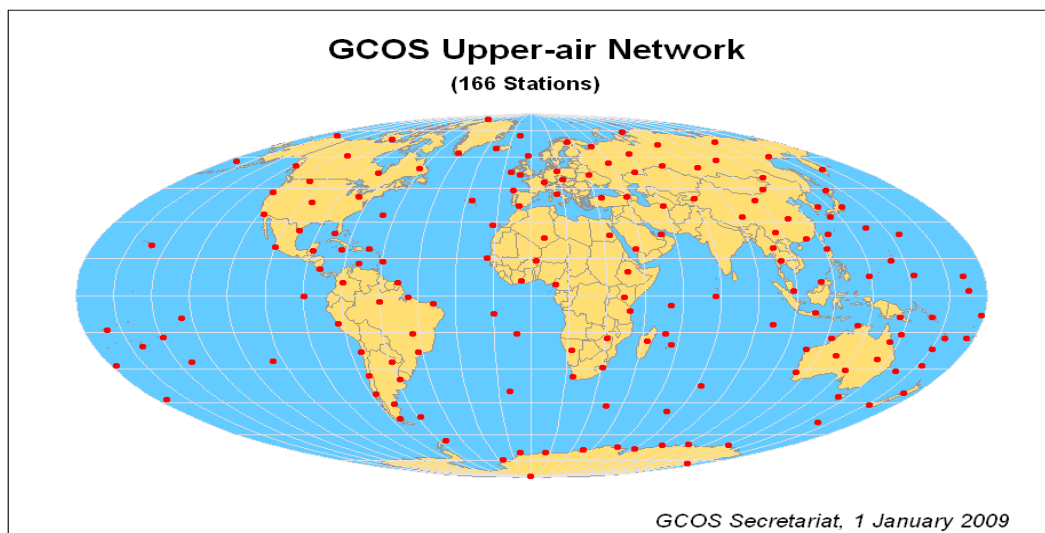 GCOS Upper-air Network
(166 Stations)
GCOS Secretariat, 1 January 2009